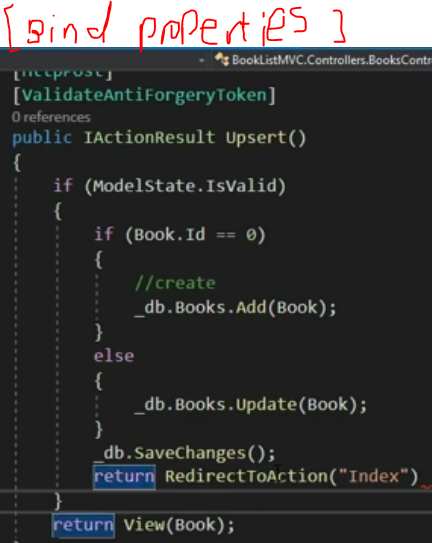 [Bind properties]
BookListMVC.Controllers.BooksContr
[HttpPost]
[ValidateAntiForgeryToken]
0 references
public IActionResult Upsert()
{
if (ModelState.IsValid)
{
if (Book.Id == 0)
{
//create
_db.Books.Add(Book);
}
else
{
_db.Books.Update(Book);
}
_db.SaveChanges();
return RedirectToAction("Index")
}
return View(Book);